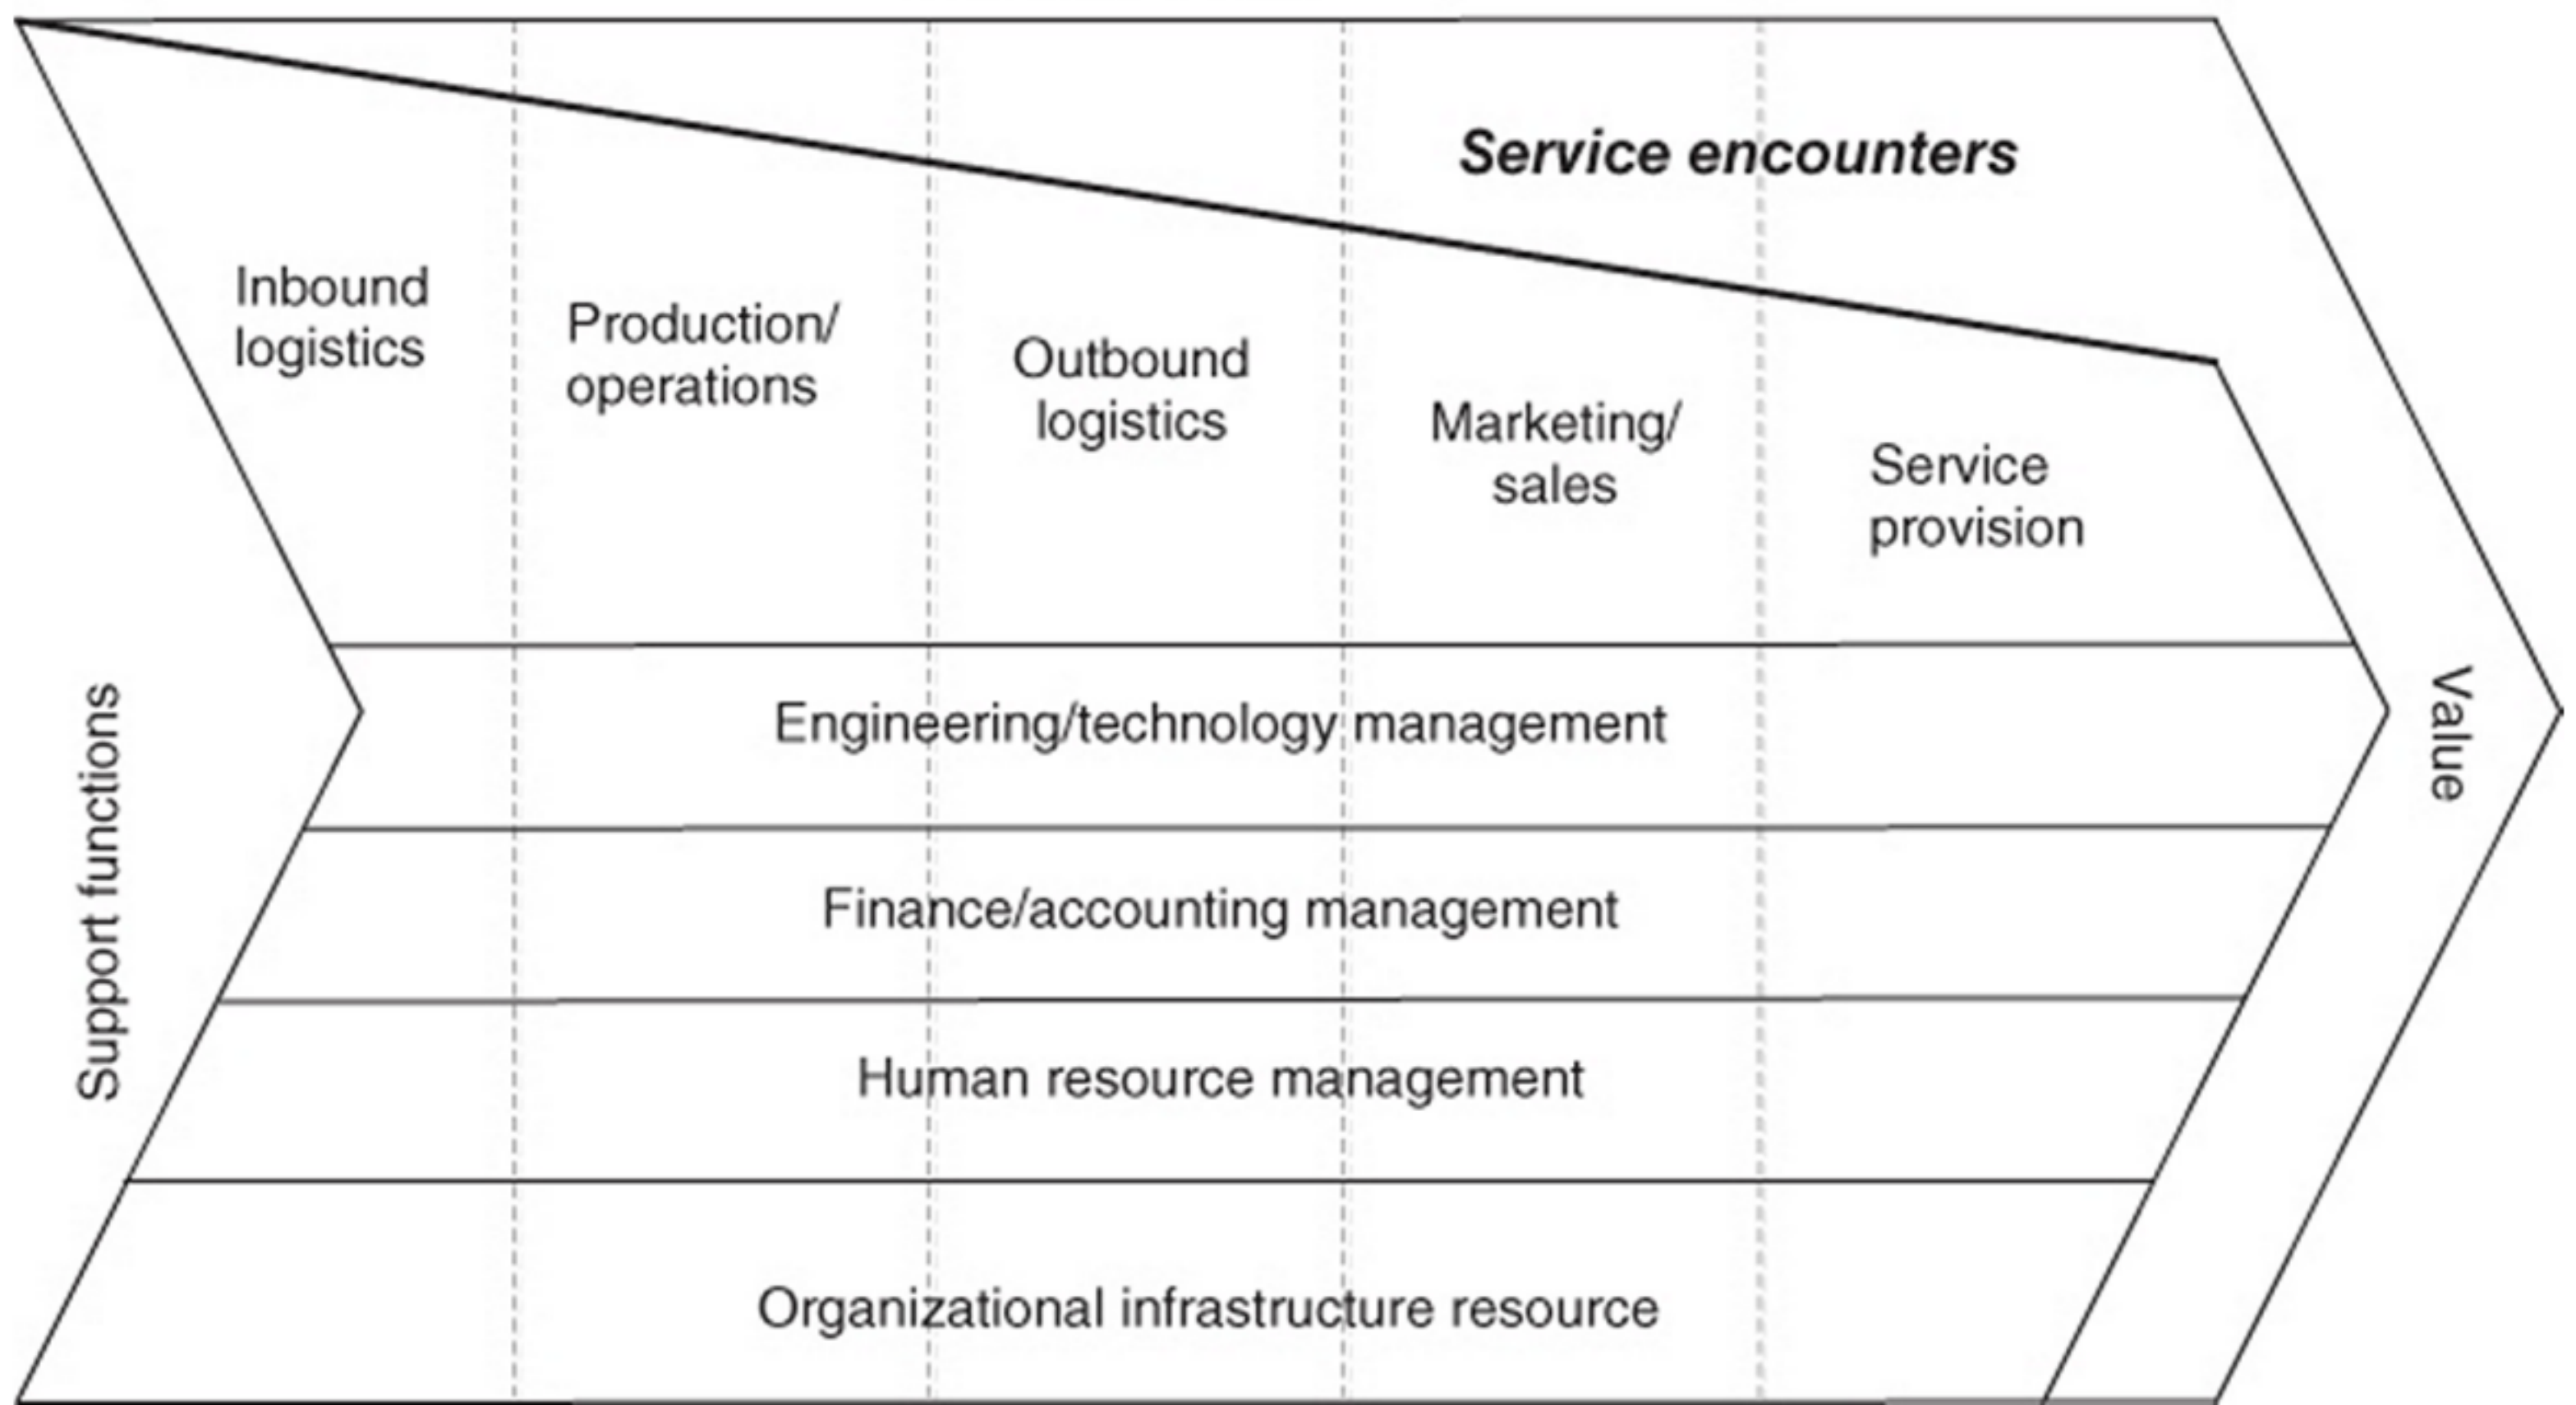 Service encounters
Inbound
logistics
Production/
operations
Outbound
logistics
Marketing/
sales
Service
provision
Support functions
Engineering/technology management
Finance/accounting management
Human resource management
Organizational infrastructure resource
Value